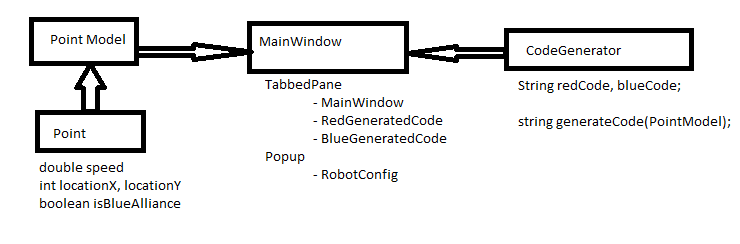 Point Model
MainWindow
CodeGenerator
TabbedPane
- MainWindow
- RedGeneratedCode
- BlueGeneratedCode
Popup
- RobotConfig
String redCode, blueCode;
string generateCode(PointModel);
Point
double speed
int locationX, locationY
boolean isBlueAlliance